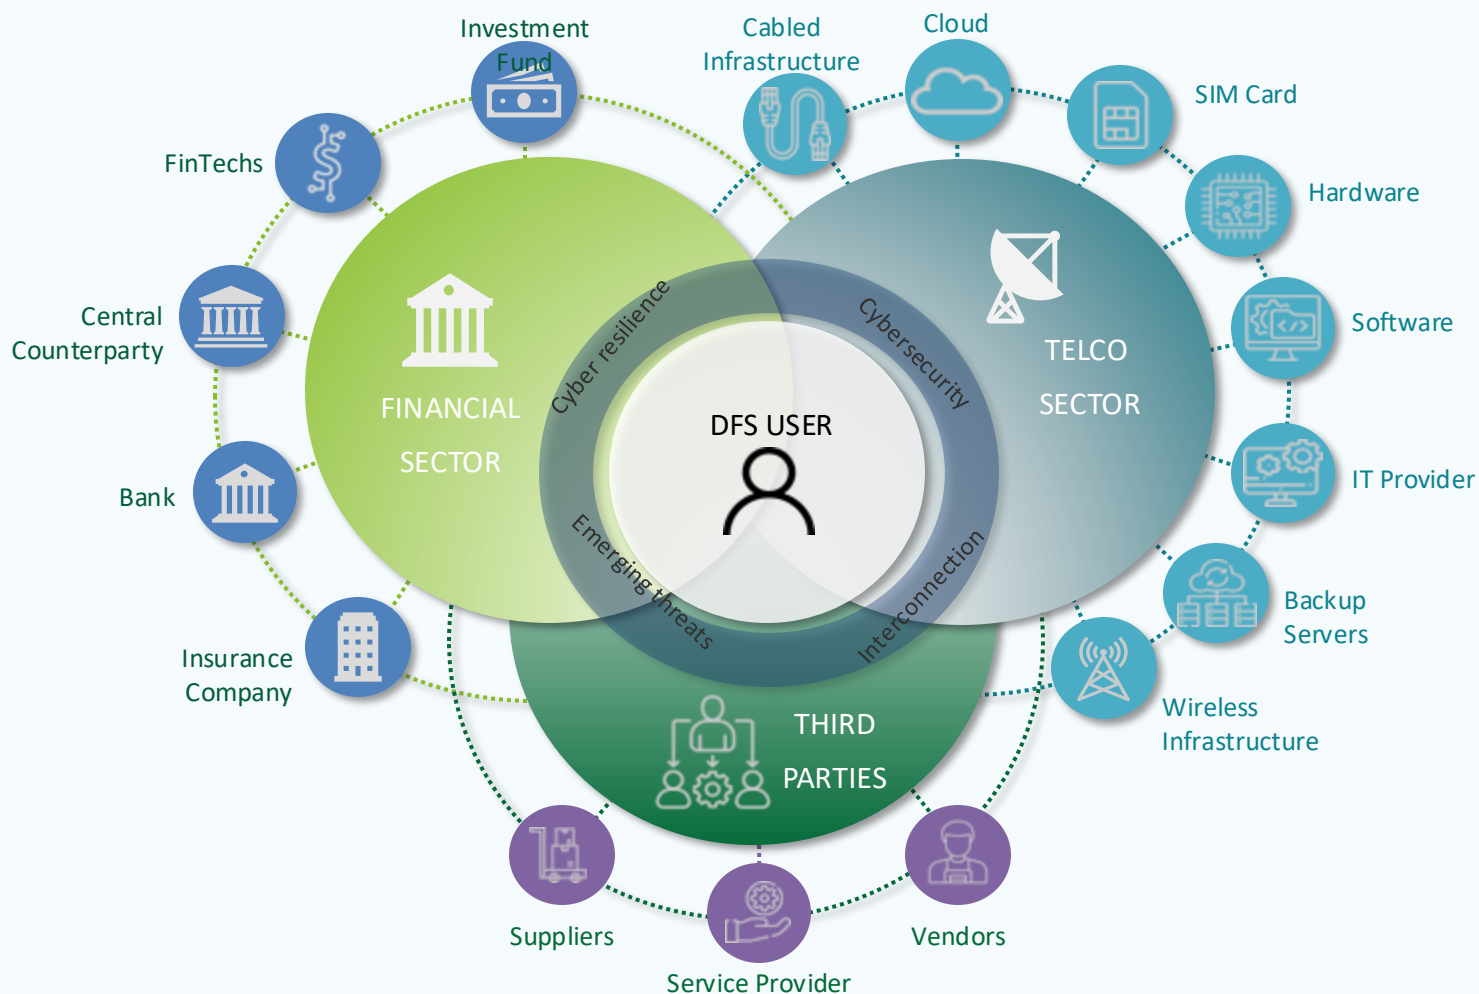 Investment
Fund
Cabled
Infrastructure
Cloud
SIM Card
FinTechs
Hardware
Central
Counterparty
Software
FINANCIAL
SECTOR
TELCO
SECTOR
Cyber resilience
Cybersecurity
DFS USER
Bank
IT Provider
Emerging threats
Interconnection
Insurance
Company
Backup
Servers
Wireless
Infrastructure
THIRD
PARTIES
Suppliers
Service Provider
Vendors